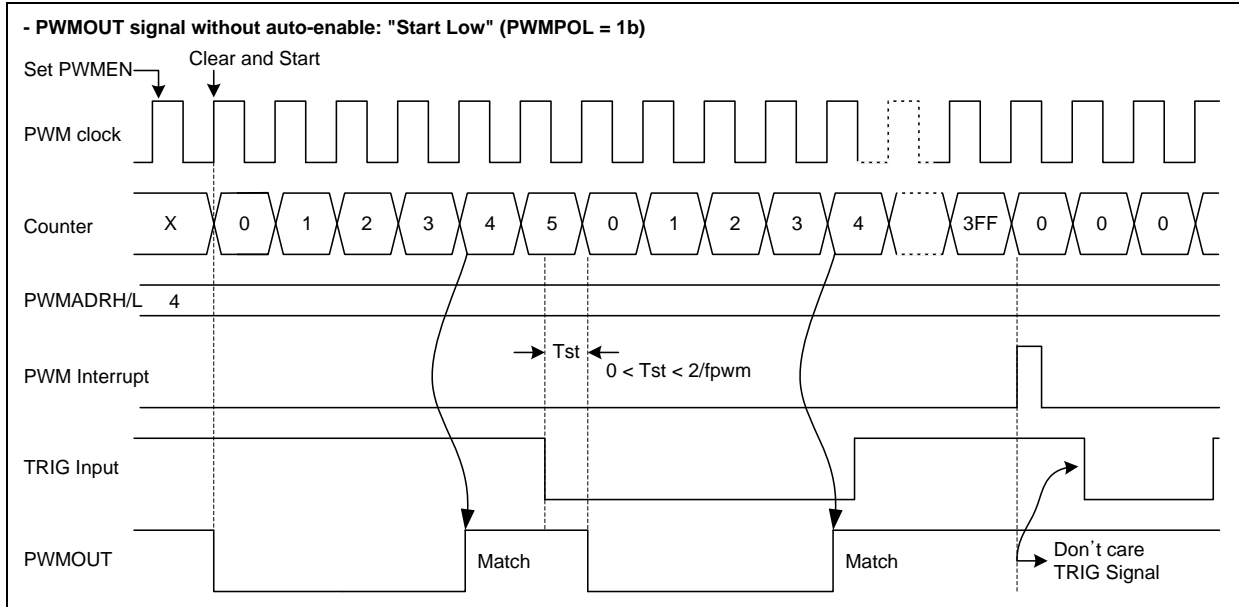 - PWMOUT signal without auto-enable: "Start Low" (PWMPOL = 1b)
Set PWMEN
Clear and Start
PWM clock
Counter X 0 1 2 3 4 5 0 1 2 3 4 3FF 0 0 0
PWMADRH/L 4
Tst
0 < Tst < 2/fpwm
PWM Interrupt
TRIG Input
PWMOUT
Match
Match
Don't care
TRIG Signal